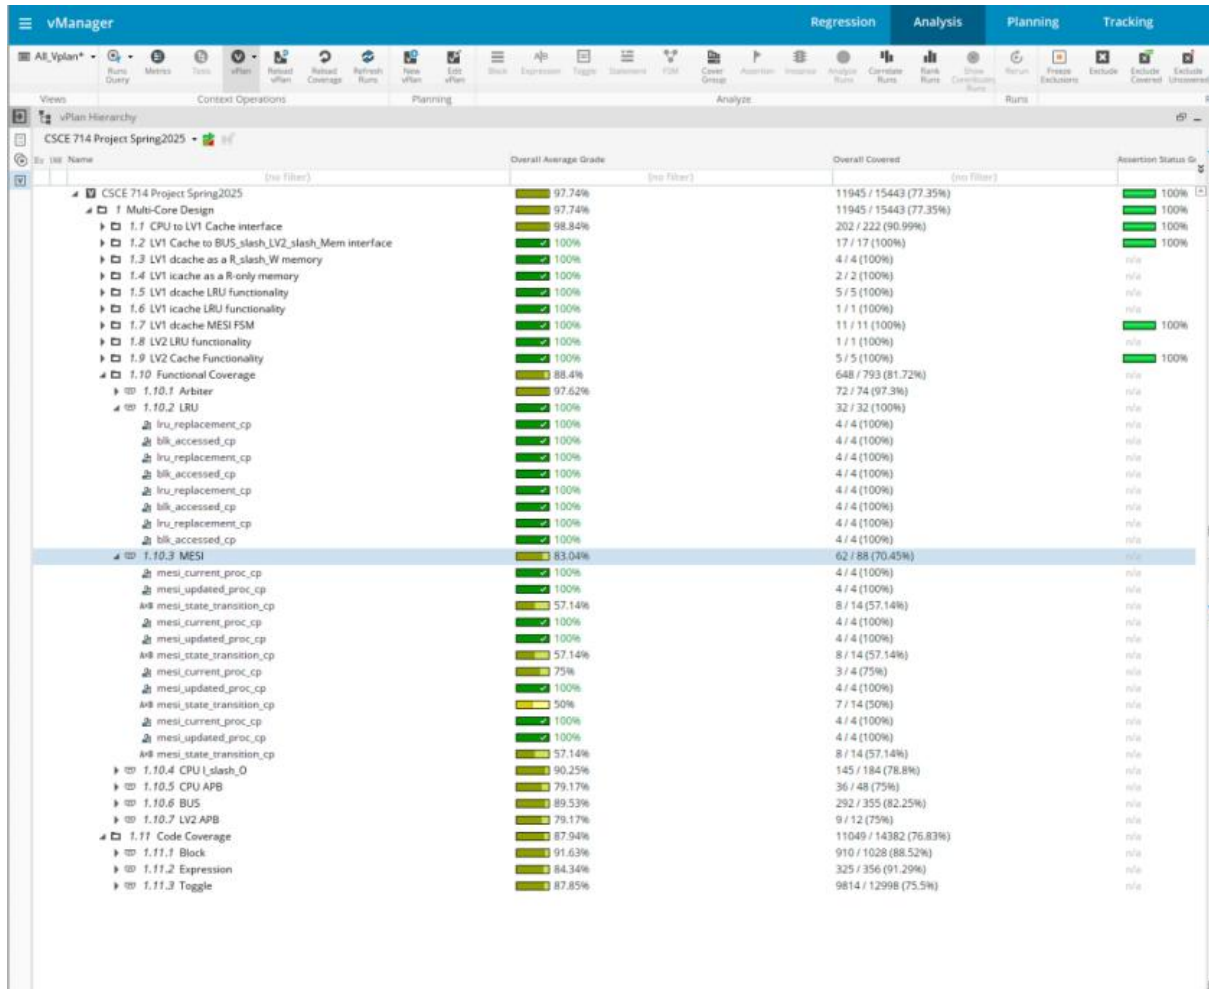 vManager Regression Analysis Planning Tracking
All_Vplan* Runs Query Metrics Tests vPlan Reload vPlan Reload Coverage Refresh Runs New vPlan Edit vPlan Block Expression Toggle Statement FSM Cover Group Assertion Instance Analyze Runs Correlate Runs Rank Runs Show Contributing Runs Rerun Freeze Exclusions Exclude Exclude Covered Exclude Uncovered
Views Context Operations Planning Analyze Runs
vPlan Hierarchy
CSCE 714 Project Spring2025
Ex UNR Name Overall Average Grade Overall Covered Assertion Status Gr
(no filter) (no filter) (no filter)
CSCE 714 Project Spring2025 97.74% 11945 / 15443 (77.35%) 100%
1 Multi-Core Design 97.74% 11945 / 15443 (77.35%) 100%
1.1 CPU to LV1 Cache interface 98.84% 202 / 222 (90.99%) 100%
1.2 LV1 Cache to BUS_slash_LV2_slash_Mem interface 100% 17 / 17 (100%) 100%
1.3 LV1 dcache as a R_slash_W memory 100% 4 / 4 (100%) n/a
1.4 LV1 icache as a R-only memory 100% 2 / 2 (100%) n/a
1.5 LV1 dcache LRU functionality 100% 5 / 5 (100%) n/a
1.6 LV1 icache LRU functionality 100% 1 / 1 (100%) n/a
1.7 LV1 dcache MESI FSM 100% 11 / 11 (100%) 100%
1.8 LV2 LRU functionality 100% 1 / 1 (100%) n/a
1.9 LV2 Cache Functionality 100% 5 / 5 (100%) 100%
1.10 Functional Coverage 88.4% 648 / 793 (81.72%) n/a
1.10.1 Arbiter 97.62% 72 / 74 (97.3%) n/a
1.10.2 LRU 100% 32 / 32 (100%) n/a
lru_replacement_cp 100% 4 / 4 (100%) n/a
blk_accessed_cp 100% 4 / 4 (100%) n/a
lru_replacement_cp 100% 4 / 4 (100%) n/a
blk_accessed_cp 100% 4 / 4 (100%) n/a
lru_replacement_cp 100% 4 / 4 (100%) n/a
blk_accessed_cp 100% 4 / 4 (100%) n/a
lru_replacement_cp 100% 4 / 4 (100%) n/a
blk_accessed_cp 100% 4 / 4 (100%) n/a
1.10.3 MESI 83.04% 62 / 88 (70.45%) n/a
mesi_current_proc_cp 100% 4 / 4 (100%) n/a
mesi_updated_proc_cp 100% 4 / 4 (100%) n/a
A×B mesi_state_transition_cp 57.14% 8 / 14 (57.14%) n/a
mesi_current_proc_cp 100% 4 / 4 (100%) n/a
mesi_updated_proc_cp 100% 4 / 4 (100%) n/a
A×B mesi_state_transition_cp 57.14% 8 / 14 (57.14%) n/a
mesi_current_proc_cp 75% 3 / 4 (75%) n/a
mesi_updated_proc_cp 100% 4 / 4 (100%) n/a
A×B mesi_state_transition_cp 50% 7 / 14 (50%) n/a
mesi_current_proc_cp 100% 4 / 4 (100%) n/a
mesi_updated_proc_cp 100% 4 / 4 (100%) n/a
A×B mesi_state_transition_cp 57.14% 8 / 14 (57.14%) n/a
1.10.4 CPU I_slash_O 90.25% 145 / 184 (78.8%) n/a
1.10.5 CPU APB 79.17% 36 / 48 (75%) n/a
1.10.6 BUS 89.53% 292 / 355 (82.25%) n/a
1.10.7 LV2 APB 79.17% 9 / 12 (75%) n/a
1.11 Code Coverage 87.94% 11049 / 14382 (76.83%) n/a
1.11.1 Block 91.63% 910 / 1028 (88.52%) n/a
1.11.2 Expression 84.34% 325 / 356 (91.29%) n/a
1.11.3 Toggle 87.85% 9814 / 12998 (75.5%) n/a